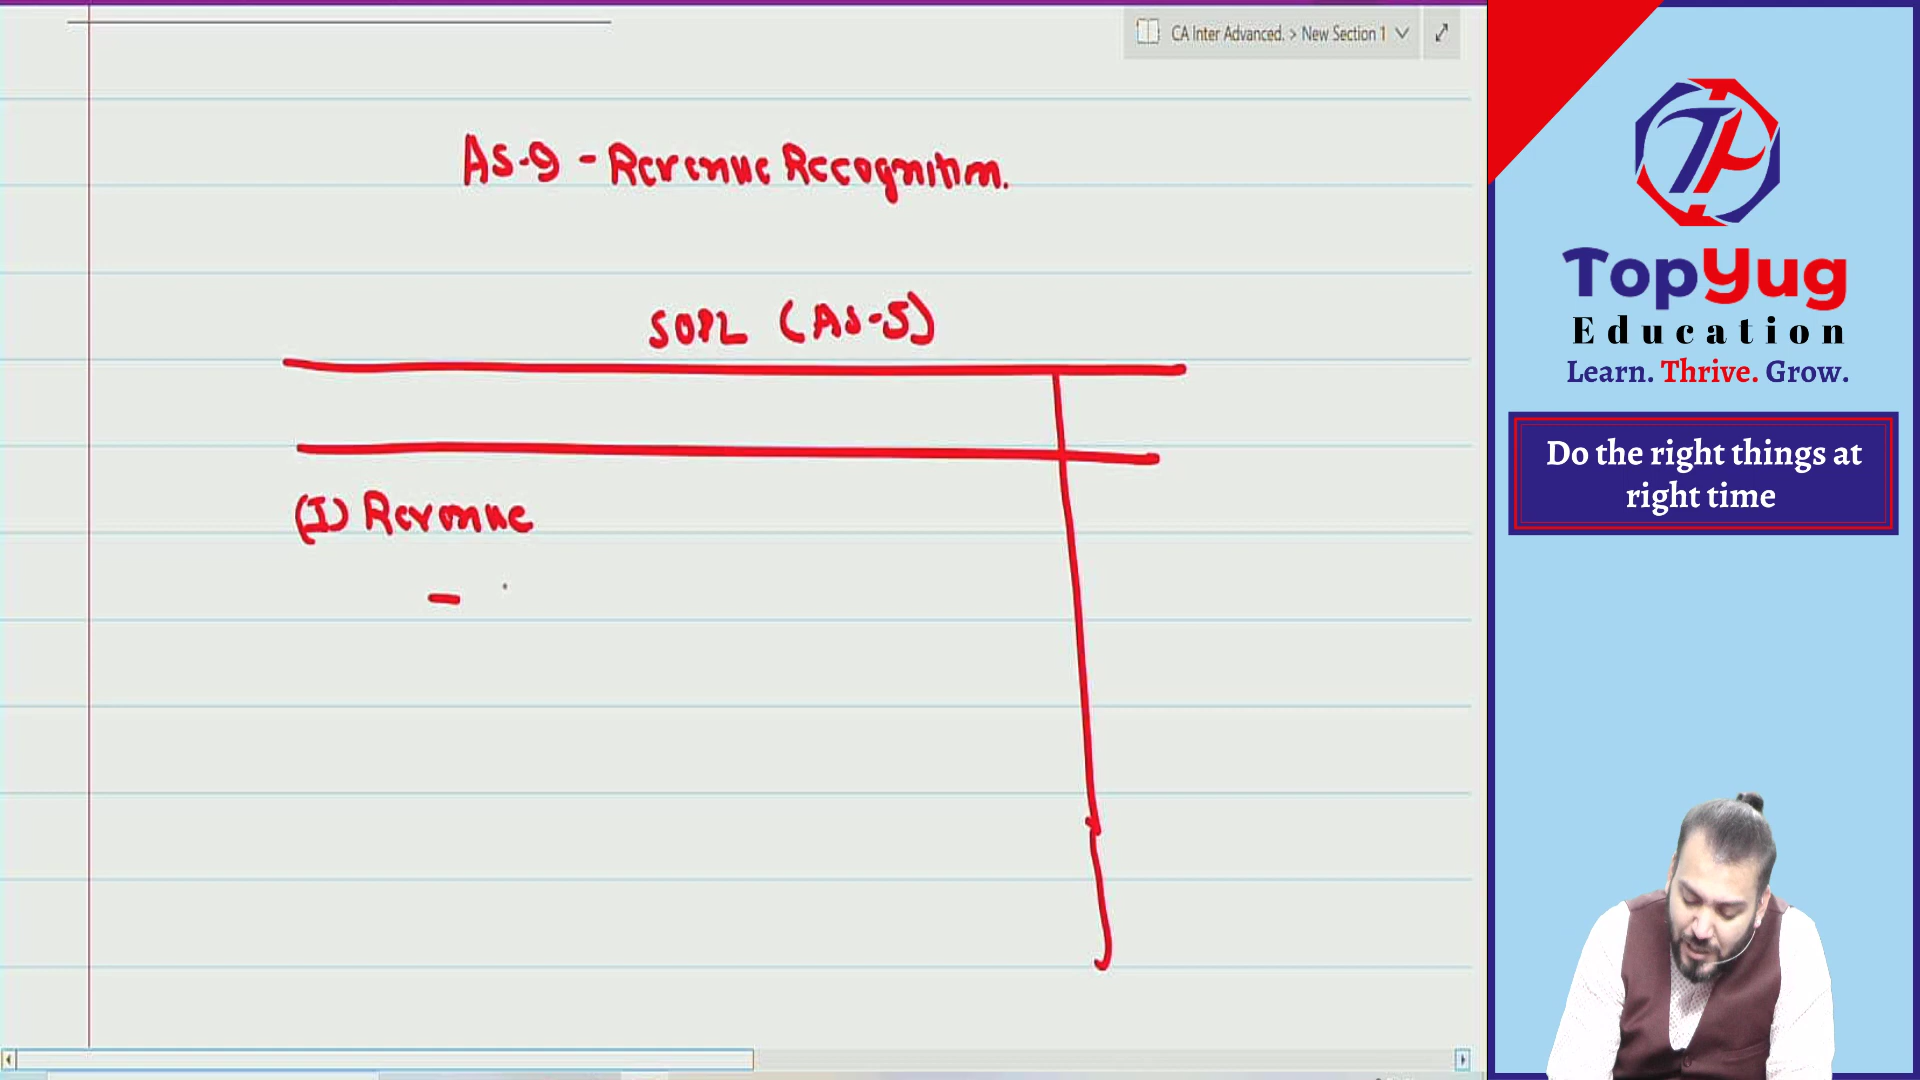 CA Inter Advanced. > New Section 1
AS-9 - Revenue Recognition.
SOPL (AS-5)
(I) Revenue
-
TopYug
Education
Learn. Thrive. Grow.
Do the right things at
right time